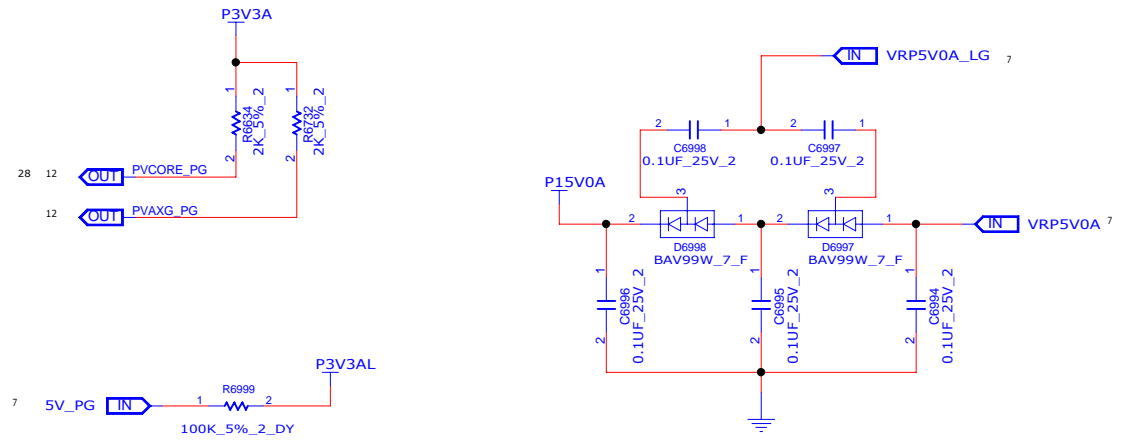 P3V3A
1
R6634
2K_5%_2
2
1
R6732
2K_5%_2
2
28 12 OUT PVCORE_PG
12 OUT PVAXG_PG
P3V3AL
7 5V_PG IN 1 R6999 2
100K_5%_2_DY
IN VRP5V0A_LG 7
2 1 2 1
C6998 C6997
0.1UF_25V_2 0.1UF_25V_2
P15V0A
3 3
2 1 2 1
IN VRP5V0A 7
D6998 D6997
BAV99W_7_F BAV99W_7_F
1
C6996
0.1UF_25V_2
2
1
C6995
0.1UF_25V_2
2
1
C6994
0.1UF_25V_2
2